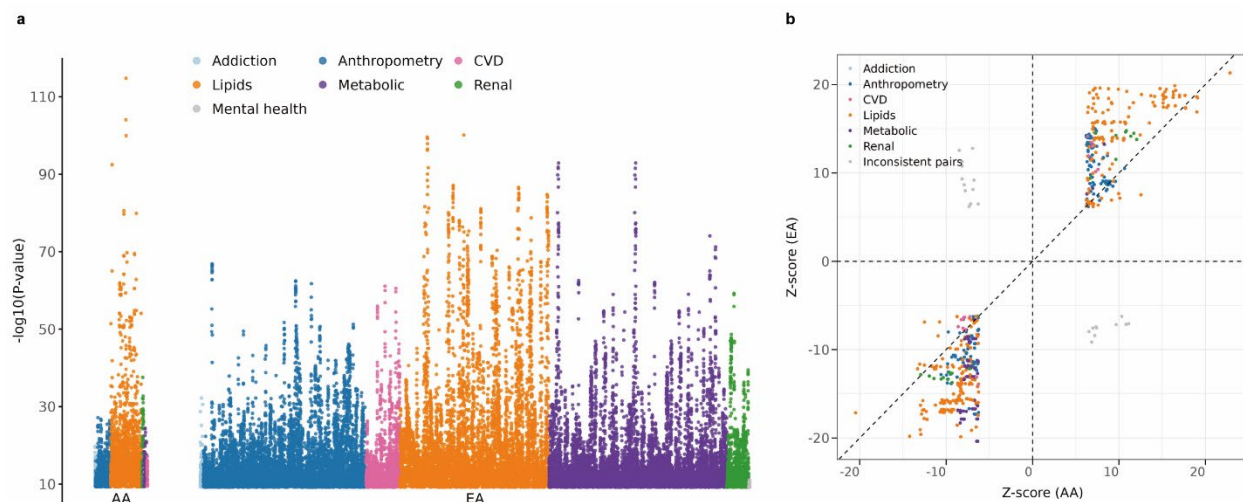 a
Addiction Anthropometry CVD
Lipids Metabolic Renal
Mental health
-log10(P-value)
110
90
70
50
30
10
AA EA
b
Addiction
Anthropometry
CVD
Lipids
Metabolic
Renal
Inconsistent pairs
Z-score (EA)
20
10
0
-10
-20
-20 -10 0 10 20
Z-score (AA)